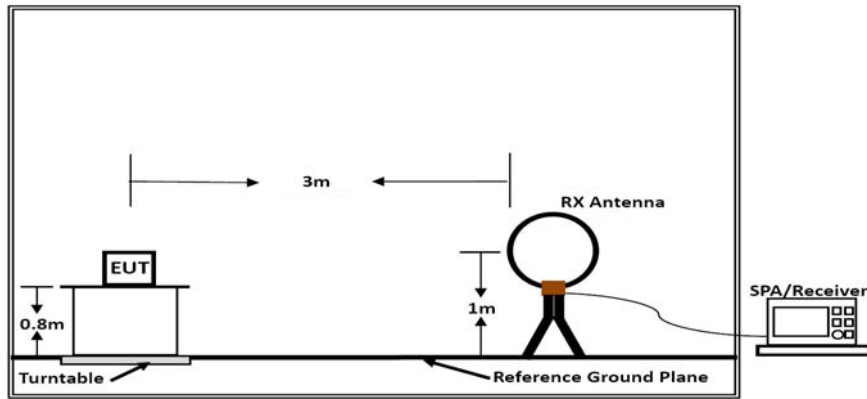 3m
RX Antenna
EUT
SPA/Receiver
0.8m
1m
Turntable
Reference Ground Plane